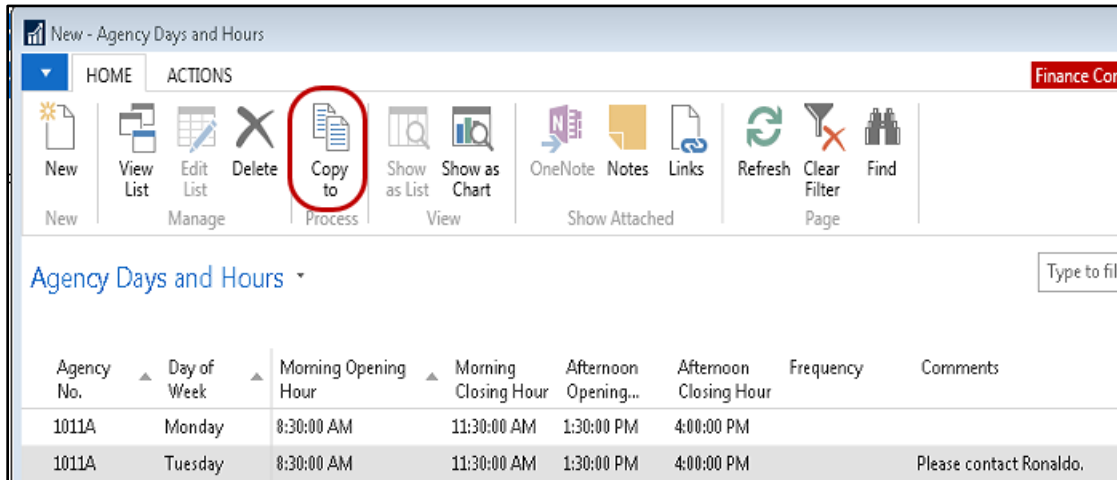 New - Agency Days and Hours
HOME ACTIONS
Finance
New View List Edit List Delete Copy to Show as List Show as Chart OneNote Notes Links Refresh Clear Filter Find
New Manage Process View Show Attached Page
Agency Days and Hours
Type to
Agency No. Day of Week Morning Opening Hour Morning Closing Hour Afternoon Opening... Afternoon Closing Hour Frequency Comments
1011A Monday 8:30:00 AM 11:30:00 AM 1:30:00 PM 4:00:00 PM
1011A Tuesday 8:30:00 AM 11:30:00 AM 1:30:00 PM 4:00:00 PM Please contact Ronaldo.